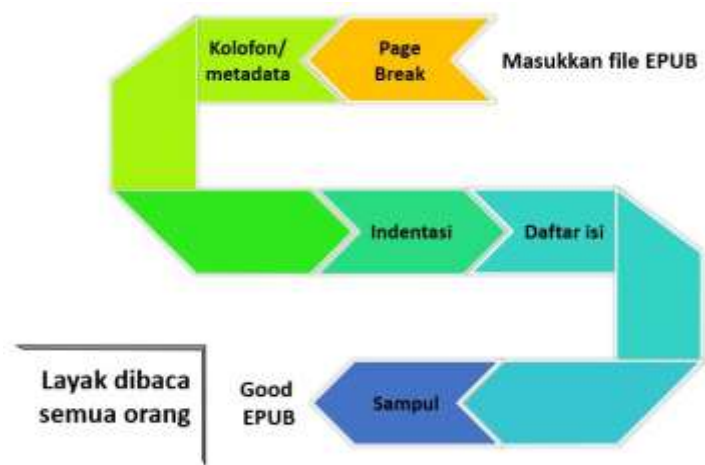 Masukkan file EPUB
Page
Break
Kolofon/
metadata
Indentasi
Daftar isi
Sampul
Good
EPUB
Layak dibaca
semua orang